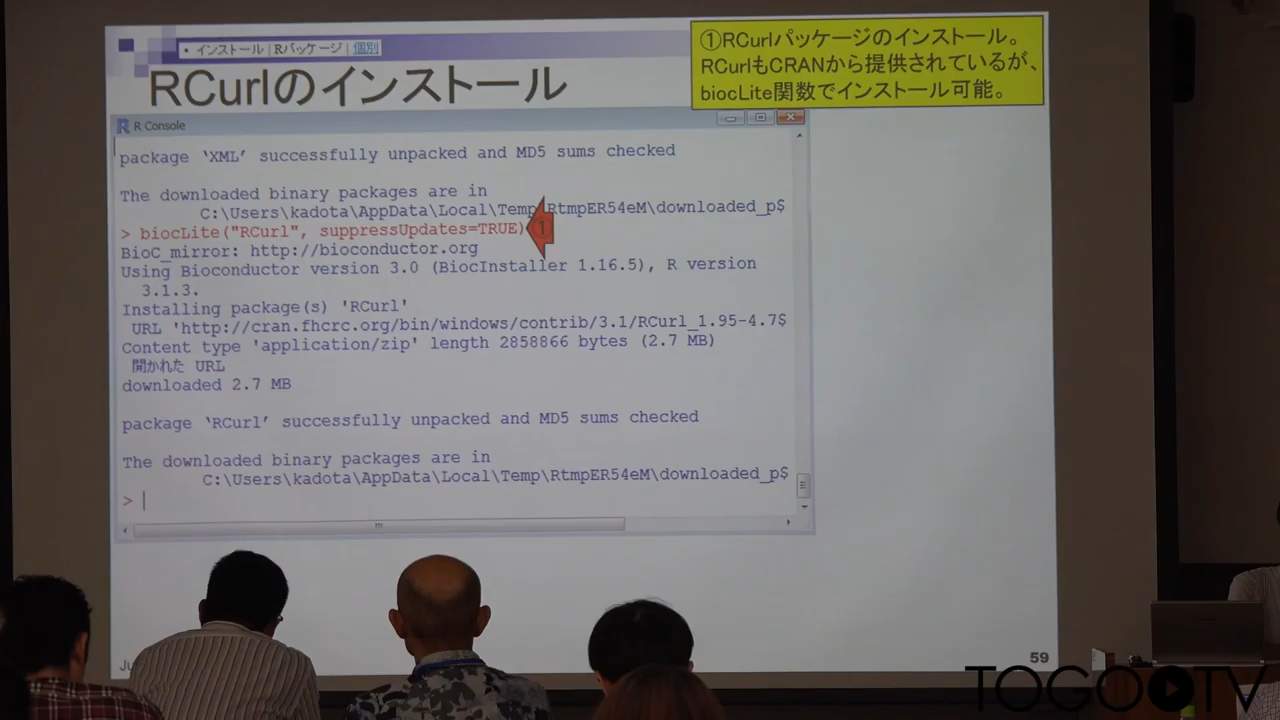 • インストール | Rパッケージ | 個別
RCurlのインストール
①RCurlパッケージのインストール。
RCurlもCRANから提供されているが、
biocLite関数でインストール可能。
R Console
package ‘XML’ successfully unpacked and MD5 sums checked
The downloaded binary packages are in
C:\Users\kadota\AppData\Local\Temp\RtmpER54eM\downloaded_p$
> biocLite("RCurl", suppressUpdates=TRUE)
1
BioC_mirror: http://bioconductor.org
Using Bioconductor version 3.0 (BiocInstaller 1.16.5), R version
3.1.3.
Installing package(s) 'RCurl'
URL 'http://cran.fhcrc.org/bin/windows/contrib/3.1/RCurl_1.95-4.7$
Content type 'application/zip' length 2858866 bytes (2.7 MB)
開かれた URL
downloaded 2.7 MB
package ‘RCurl’ successfully unpacked and MD5 sums checked
The downloaded binary packages are in
C:\Users\kadota\AppData\Local\Temp\RtmpER54eM\downloaded_p$
>
59
TOGOTV